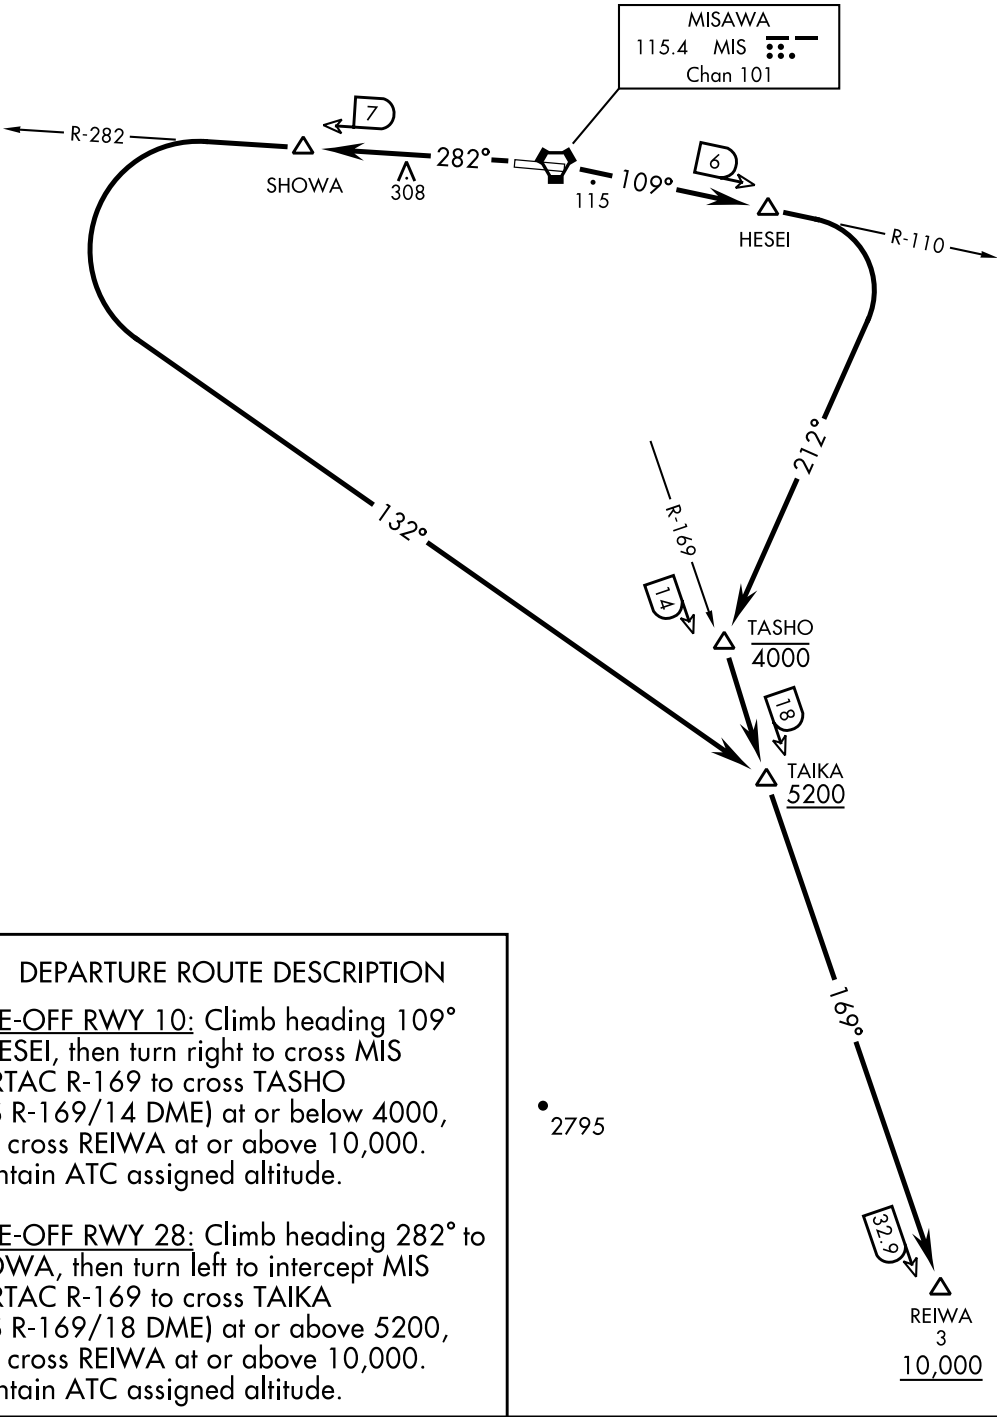 MISAWA
115.4 MIS
Chan 101
7
R-282
282°
6
SHOWA
308
115
109°
HESEI
R-110
212°
R-169
132°
14
TASHO
4000
18
TAIKA
5200
169°
DEPARTURE ROUTE DESCRIPTION
E-OFF RWY 10: Climb heading 109°
ESEI, then turn right to cross MIS
RTAC R-169 to cross TASHO
R-169/14 DME) at or below 4000,
cross REIWA at or above 10,000.
ntain ATC assigned altitude.
2795
E-OFF RWY 28: Climb heading 282° to
OWA, then turn left to intercept MIS
RTAC R-169 to cross TAIKA
R-169/18 DME) at or above 5200,
cross REIWA at or above 10,000.
ntain ATC assigned altitude.
32.9
REIWA
3
10,000